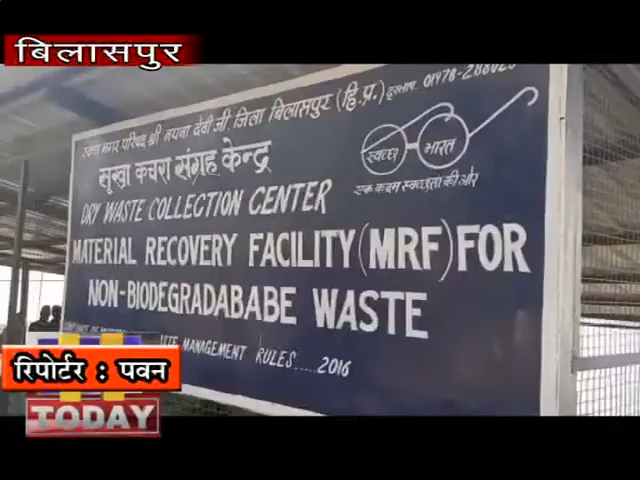 बिलासपुर
नगर परिषद श्री नयना देवी जी जिला बिलासपुर (हि.प्र.) दूरभाष 01978-
सुखा कचरा संग्रह केन्द्र
स्वच्छ भारत
एक कदम स्वच्छता की ओर
DRY WASTE COLLECTION CENTER
MATERIAL RECOVERY FACILITY (MRF) FOR
NON-BIODEGRADABABE WASTE
MANAGEMENT RULES....2016
रिपोर्टर : पवन
TODAY